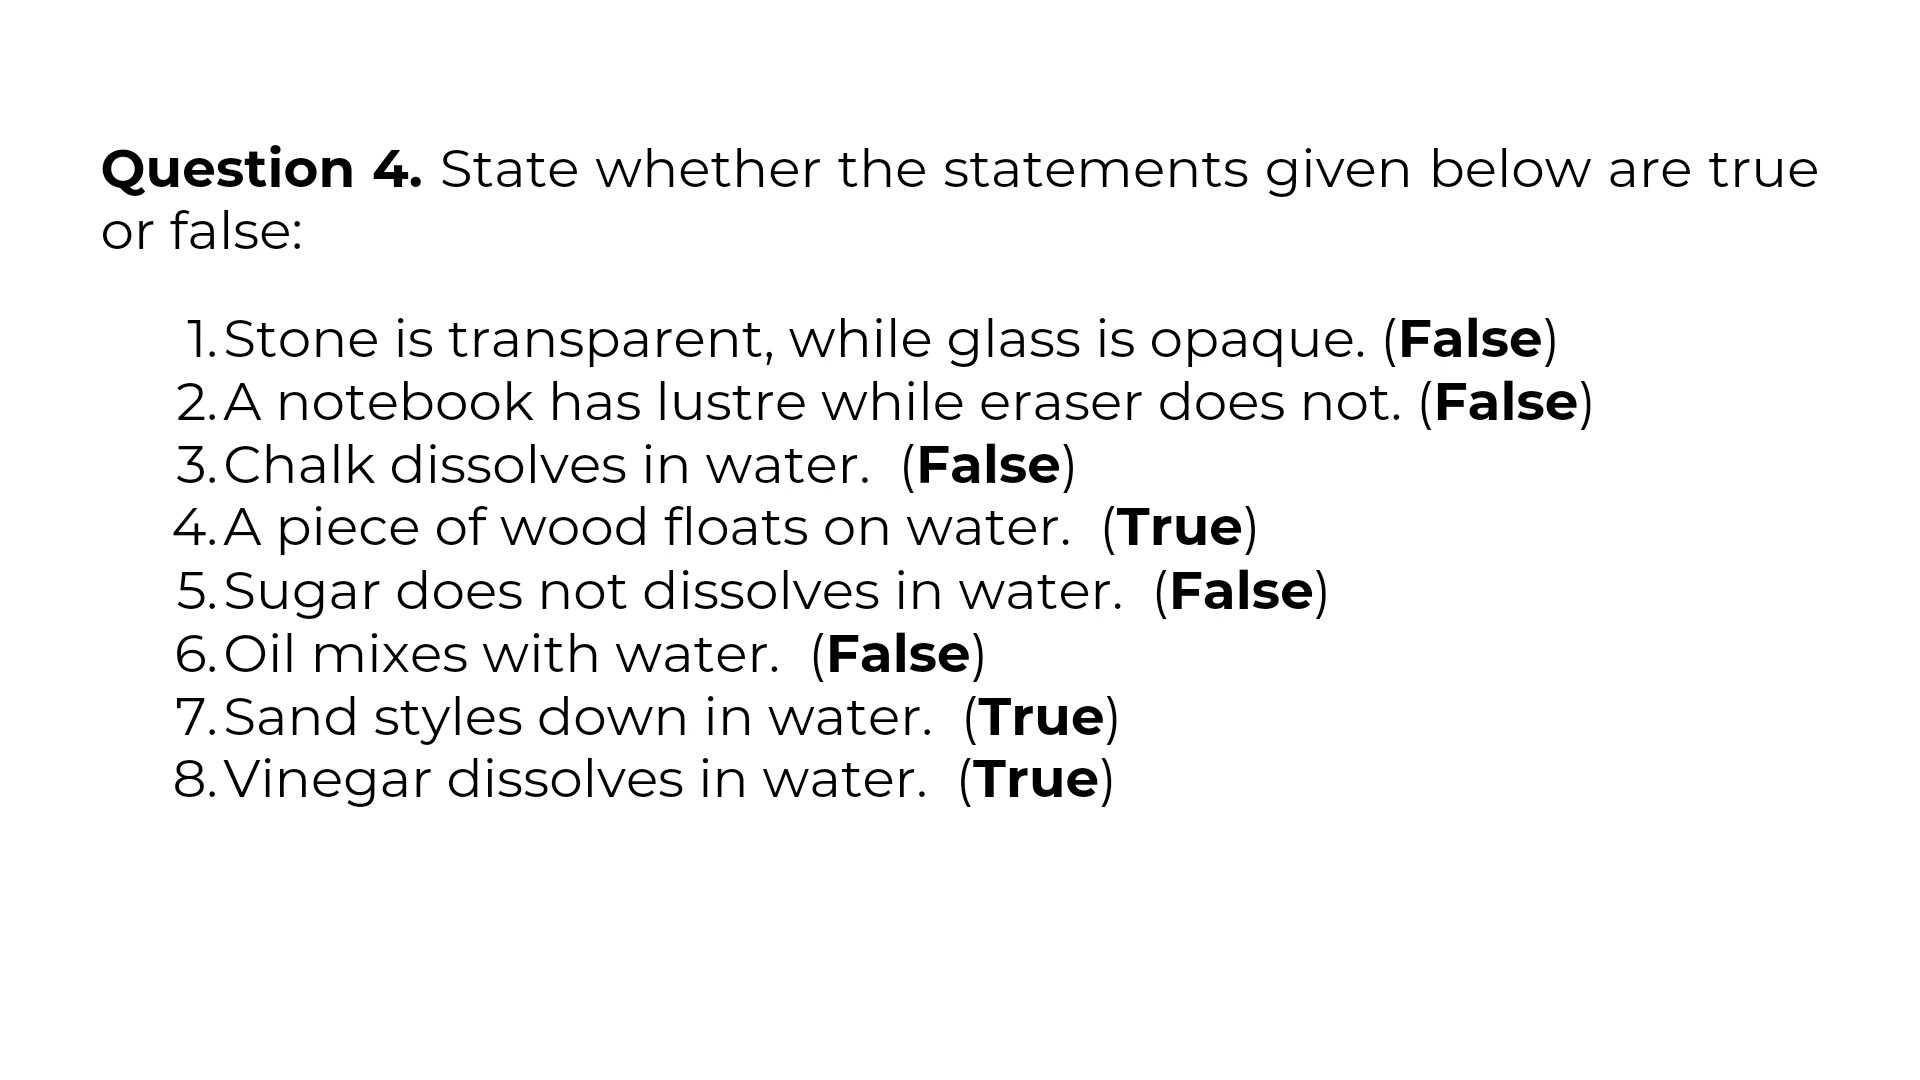 Question 4. State whether the statements given below are true
or false:
1. Stone is transparent, while glass is opaque. (False)
2. A notebook has lustre while eraser does not. (False)
3. Chalk dissolves in water. (False)
4. A piece of wood floats on water. (True)
5. Sugar does not dissolves in water. (False)
6. Oil mixes with water. (False)
7. Sand styles down in water. (True)
8. Vinegar dissolves in water. (True)